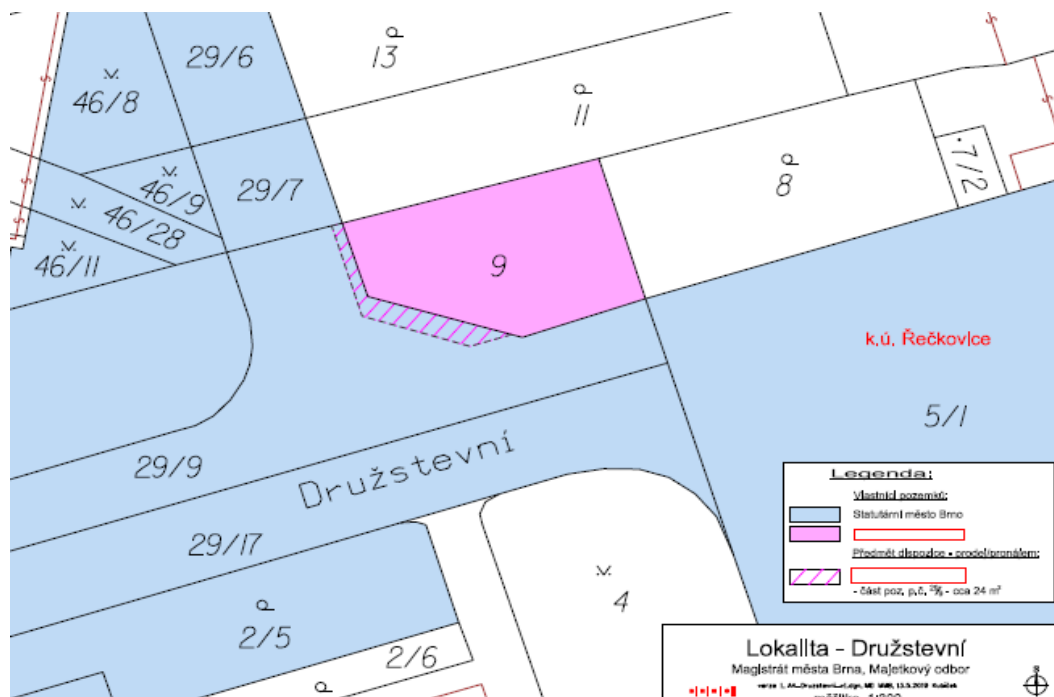 29/6
13
46/8
11
46/9
29/7
8
7/2
46/28
46/11
9
k.ú. Řečkovice
5/1
29/9
Družstevní
29/17
4
2/5
2/6
Legenda:
Vlastníci pozemků:
Statutární město Brno
Předmět dispozice - prodej/pronájem:
- část poz. p.č. 29/9 - cca 24 m²
Lokalita - Družstevní
Magistrát města Brna, Majetkový odbor